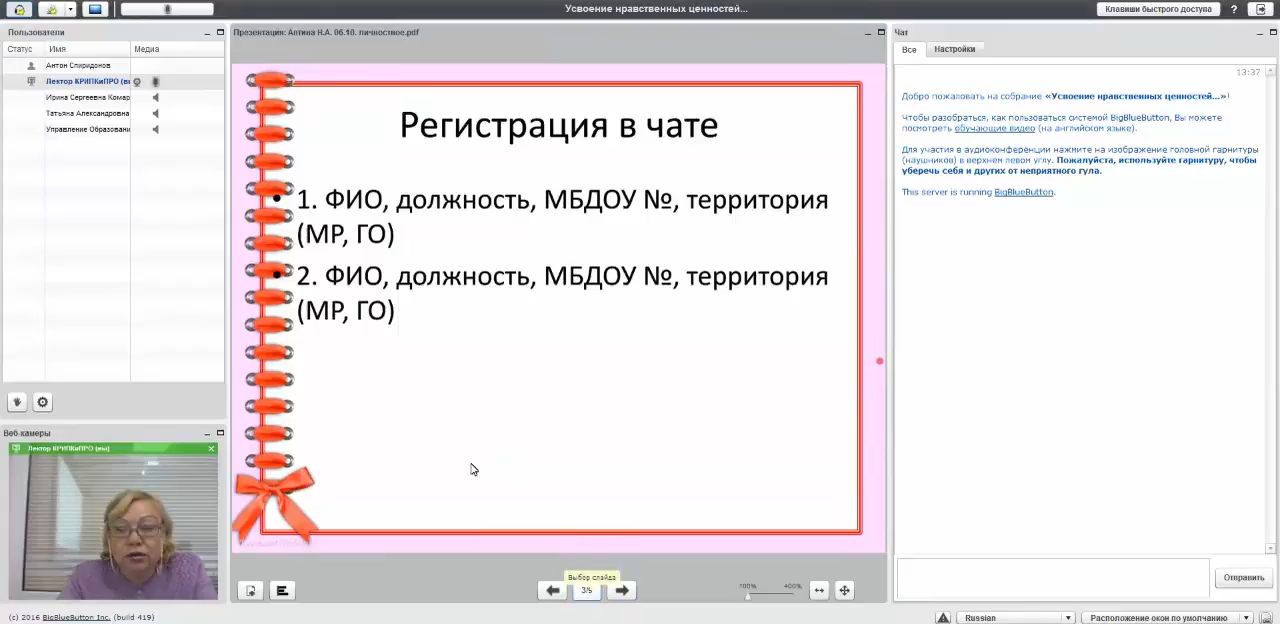 Усвоение нравственных ценностей...
Клавиши быстрого доступа
?
Пользователи
Статус Имя Медиа
Антон Спиридонов
Лектор КРИПКиПРО (вы
Ирина Сергеевна Комар
Татьяна Александровна
Управление Образовани
Веб-камеры
Лектор КРИПКиПРО (вы)
Презентация: Аптина Н.А. 06.10. личностное.pdf
Регистрация в чате
• 1. ФИО, должность, МБДОУ №, территория
(МР, ГО)
• 2. ФИО, должность, МБДОУ №, территория
(МР, ГО)
Выбор слайда
3/5
100% 400%
Чат
Все Настройки
13:37
Добро пожаловать на собрание «Усвоение нравственных ценностей...»!
Чтобы разобраться, как пользоваться системой BigBlueButton, Вы можете
посмотреть обучающие видео (на английском языке).
Для участия в аудиоконференции нажмите на изображение головной гарнитуры
(наушников) в верхнем левом углу. Пожалуйста, используйте гарнитуру, чтобы
уберечь себя и других от неприятного гула.
This server is running BigBlueButton.
Отправить
(c) 2016 BigBlueButton Inc. (build 419)
Russian
Расположение окон по умолчанию